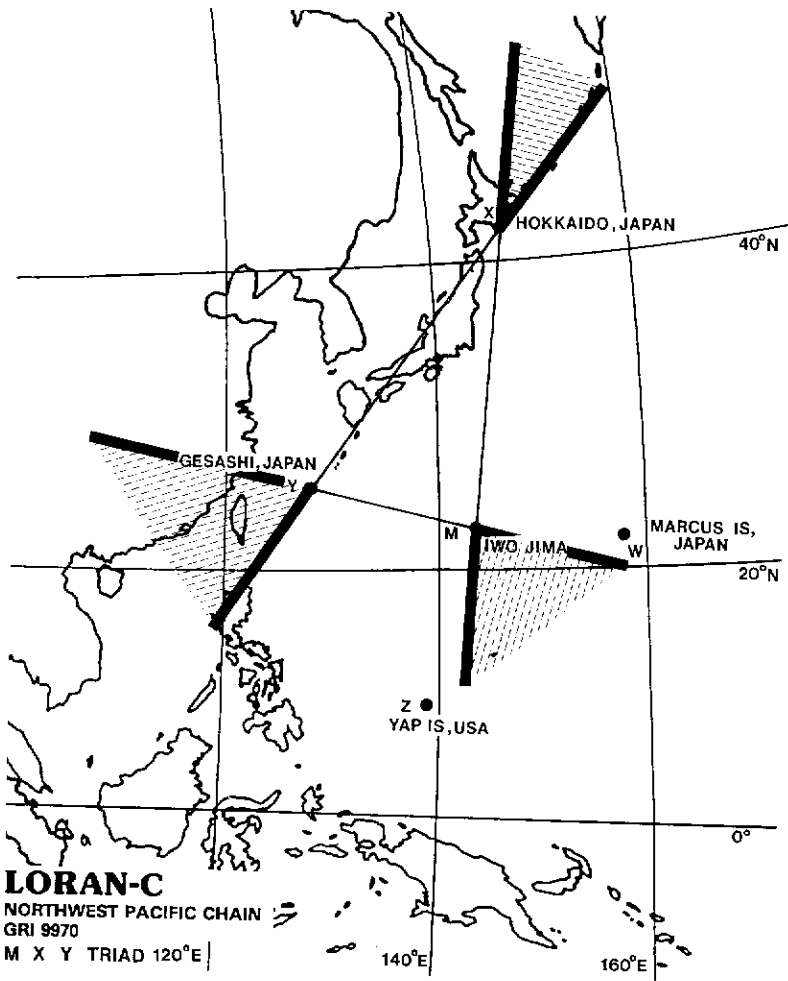 X
HOKKAIDO, JAPAN
40°N
GESASHI, JAPAN
Y
M
IWO JIMA
MARCUS IS,
JAPAN
W
20°N
Z
YAP IS, USA
0°
LORAN-C
NORTHWEST PACIFIC CHAIN
GRI 9970
M X Y TRIAD 120°E
140°E
160°E